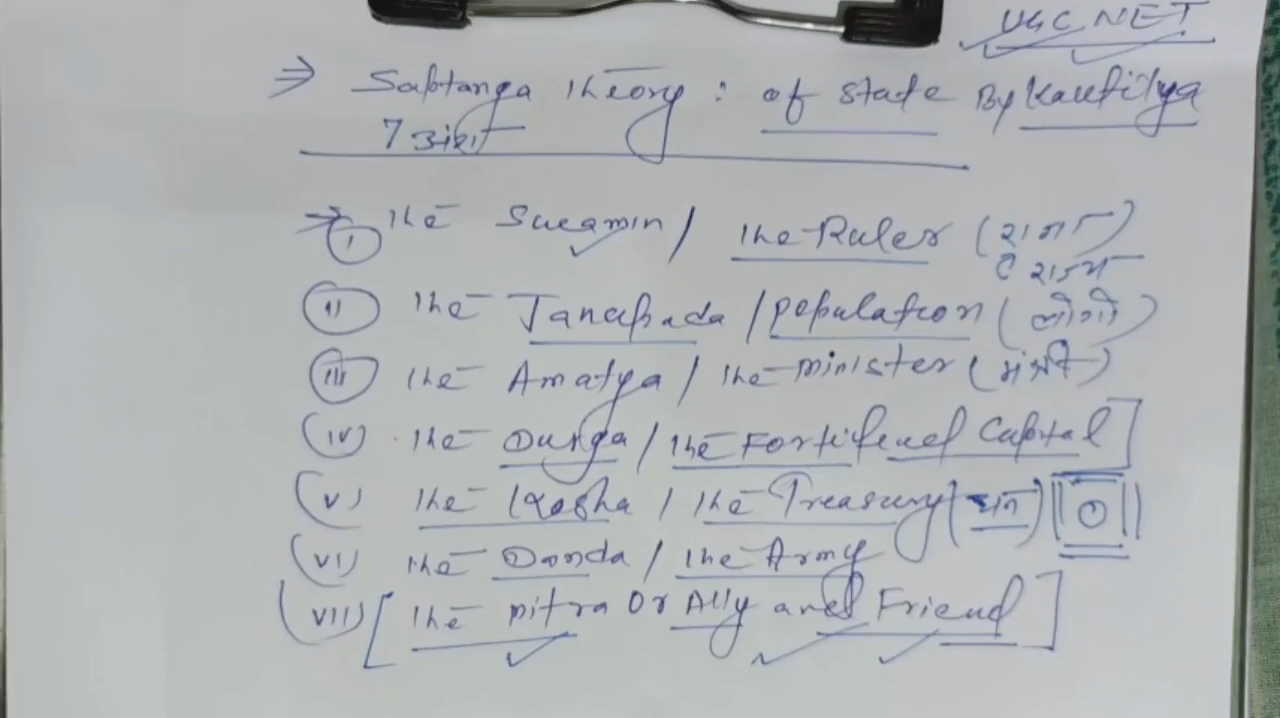 UGC NET
⇒ Saptanga Theory : of state By Kautilya
7 अंग
→ (i) The Swamin / The Ruler (राजा)
राज्य
(ii) The Janapada / population (लोगो)
(iii) The Amatya / The Minister (मंत्री)
(iv) The Durga / The Fortified Capital ]
(v) The Kosha / The Treasury (धन)
(vi) The Danda / The Army
(vii) [ The Mitra Or Ally and Friend ]